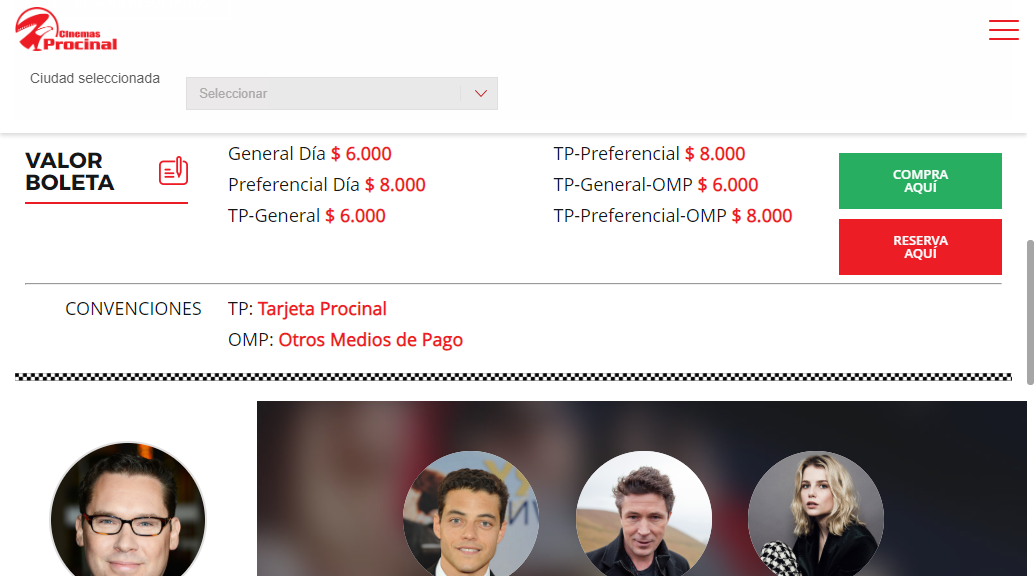 Cinemas
Procinal
Ciudad seleccionada
Seleccionar
VALOR
BOLETA
General Día $ 6.000
Preferencial Día $ 8.000
TP-General $ 6.000
TP-Preferencial $ 8.000
TP-General-OMP $ 6.000
TP-Preferencial-OMP $ 8.000
COMPRA
AQUÍ
RESERVA
AQUÍ
CONVENCIONES
TP: Tarjeta Procinal
OMP: Otros Medios de Pago